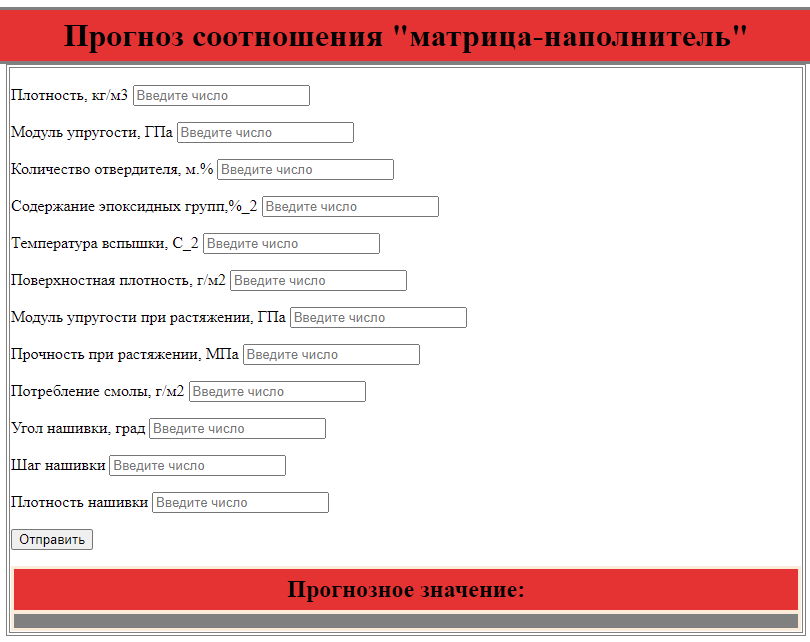 Прогноз соотношения "матрица-наполнитель"
Плотность, кг/м3 Введите число
Модуль упругости, ГПа Введите число
Количество отвердителя, м.% Введите число
Содержание эпоксидных групп,%_2 Введите число
Температура вспышки, С_2 Введите число
Поверхностная плотность, г/м2 Введите число
Модуль упругости при растяжении, ГПа Введите число
Прочность при растяжении, МПа Введите число
Потребление смолы, г/м2 Введите число
Угол нашивки, град Введите число
Шаг нашивки Введите число
Плотность нашивки Введите число
Отправить
Прогнозное значение: